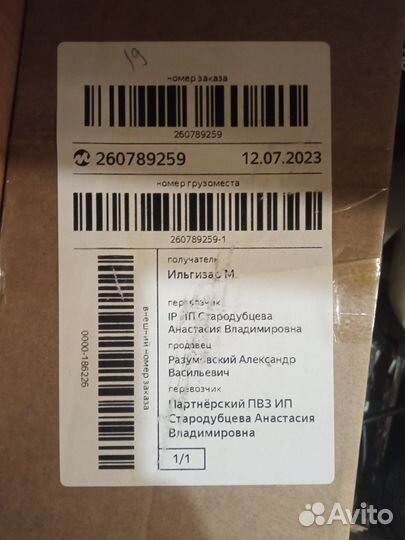 19
номер заказа
260789259
260789259 12.07.2023
номер грузоместа
260789259-1
получатель
Ильгизар М.
перевозчик
IP ИП Стародубцева
Анастасия Владимировна
продавец
Разумовский Александр
Васильевич
перевозчик
Партнёрский ПВЗ ИП
Стародубцева Анастасия
Владимировна
1/1
внешний номер заказа
0000-186226
Avito